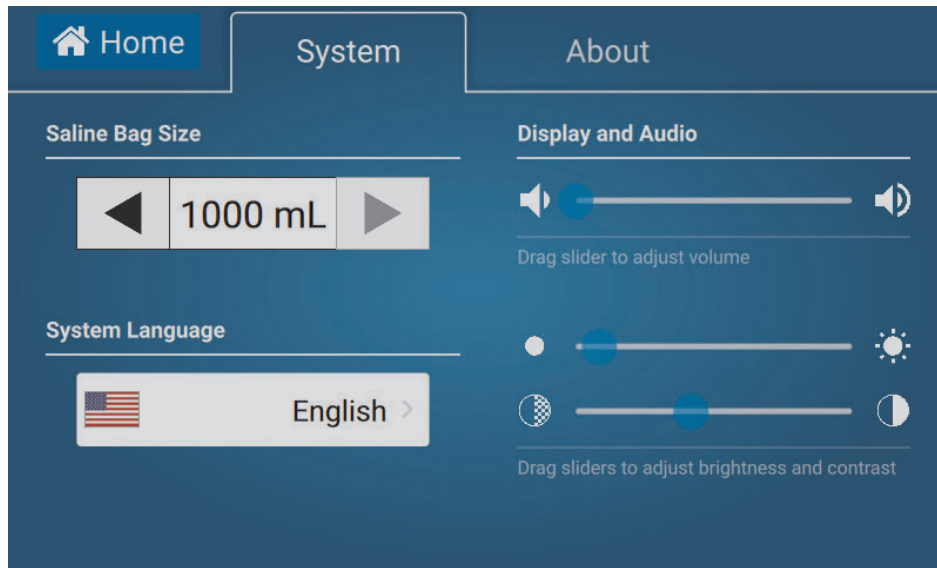 Home
System
About
Saline Bag Size
1000 mL
System Language
English
Display and Audio
Drag slider to adjust volume
Drag sliders to adjust brightness and contrast